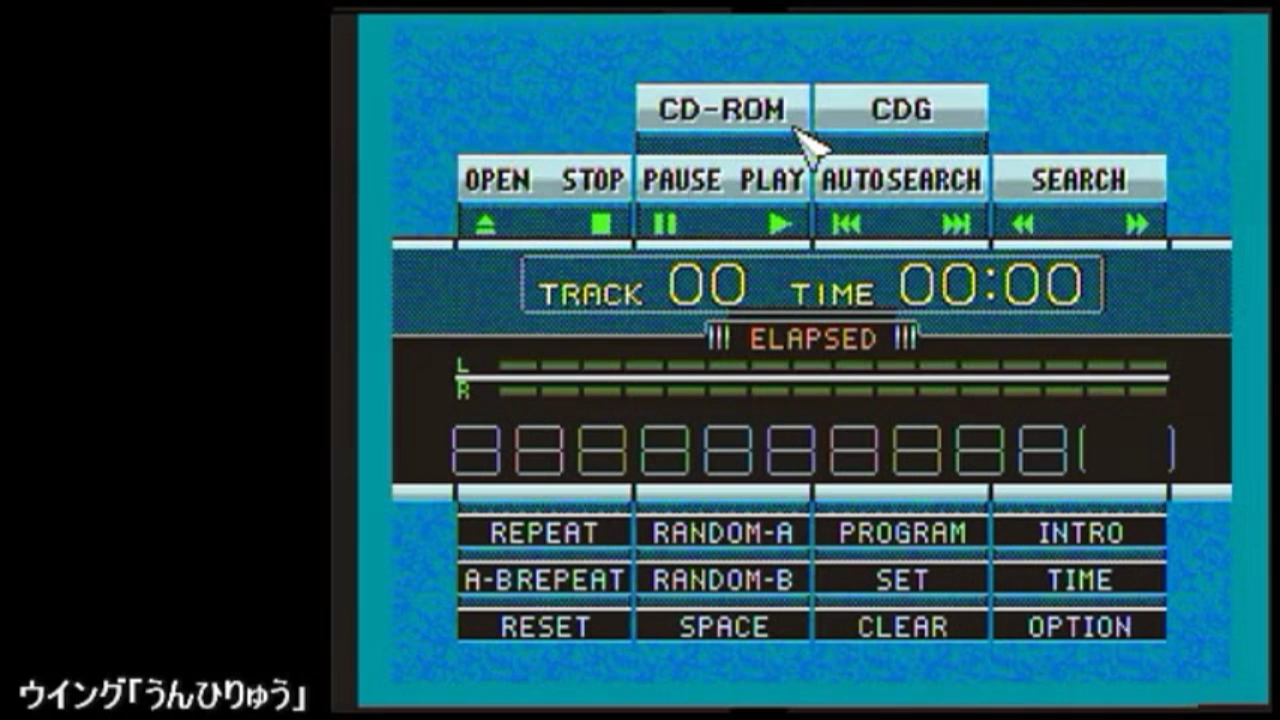 CD-ROM CDG
OPEN STOP PAUSE PLAY AUTOSEARCH SEARCH
TRACK 00 TIME 00:00
ELAPSED
L
R
REPEAT RANDOM-A PROGRAM INTRO
A-BREPEAT RANDOM-B SET TIME
RESET SPACE CLEAR OPTION
ウイング「うんひりゅう」